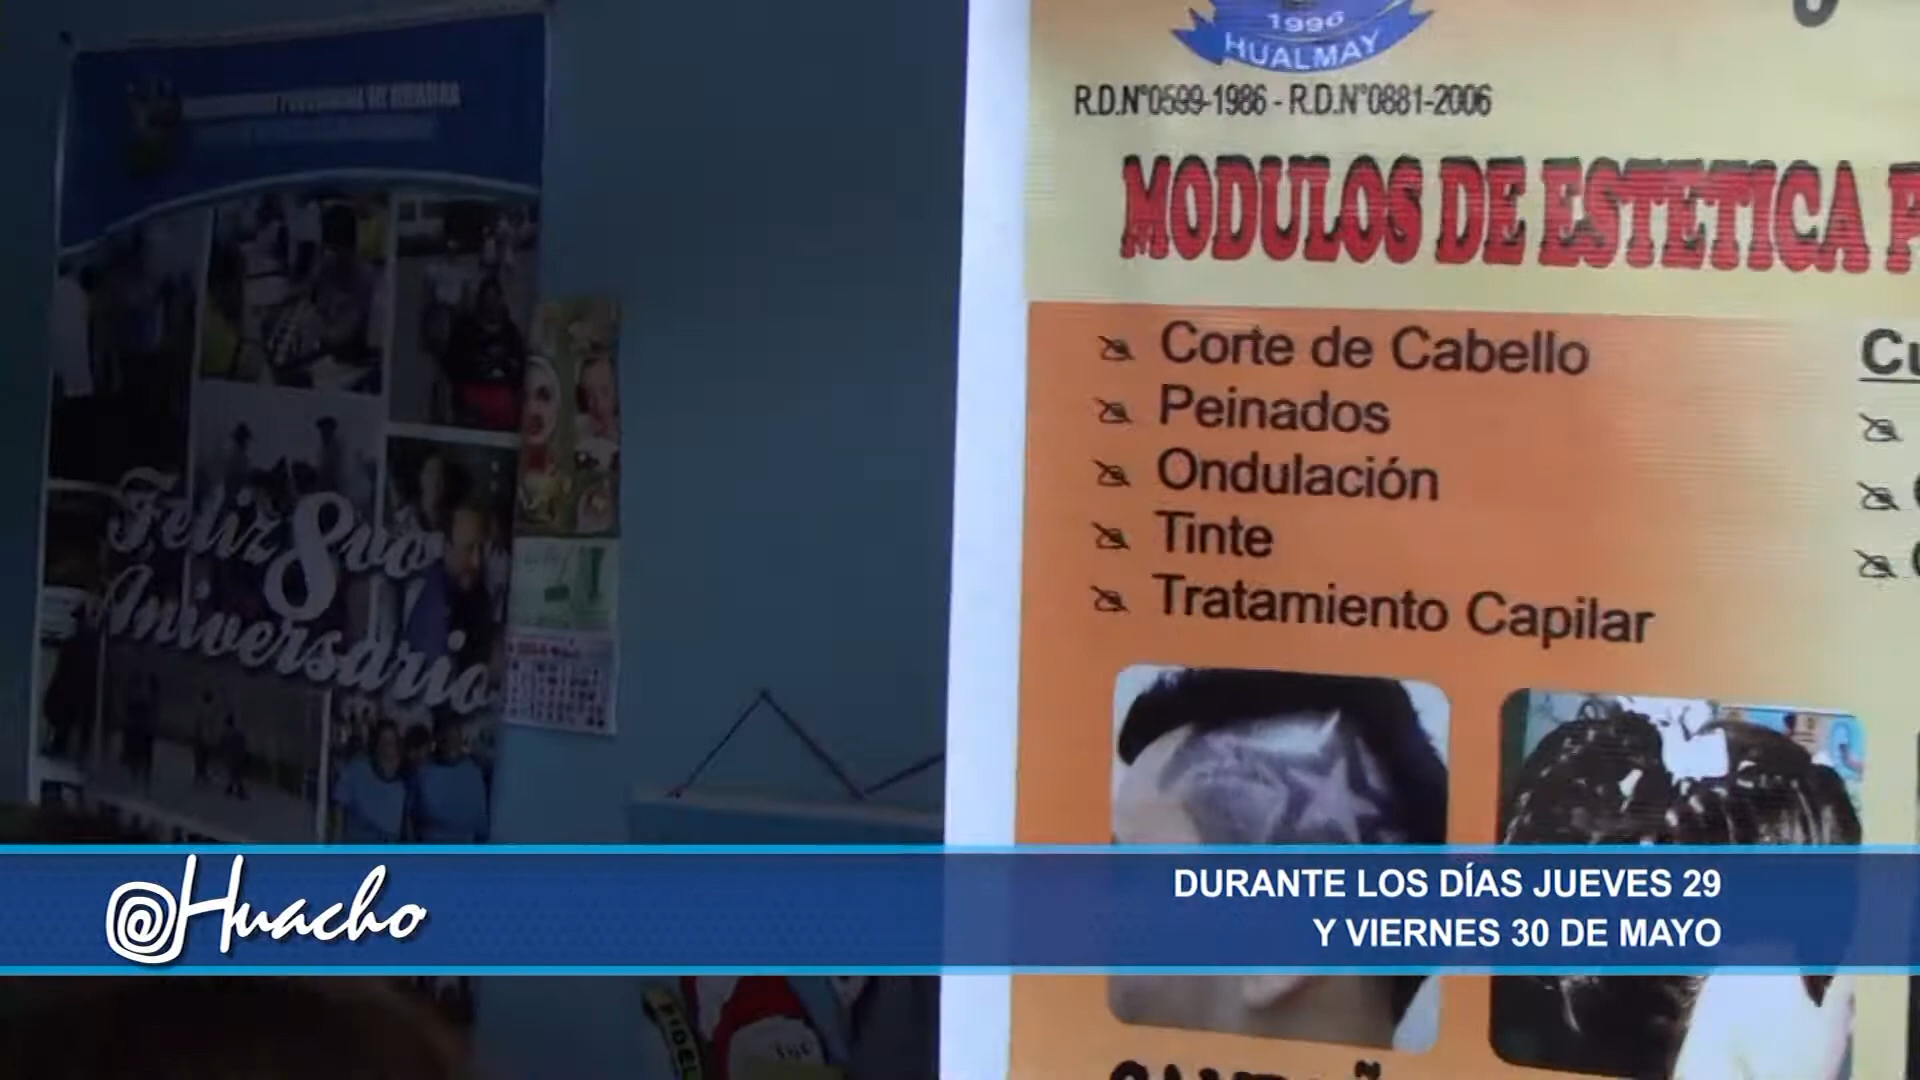 1996
HUALMAY
R.D.N°0599-1986 - R.D.N°0881-2006
MODULOS DE ESTETICA P
Corte de Cabello
Peinados
Ondulación
Tinte
Tratamiento Capilar
Cu
Feliz 8vo
Aniversario
@Huacho
DURANTE LOS DÍAS JUEVES 29
Y VIERNES 30 DE MAYO